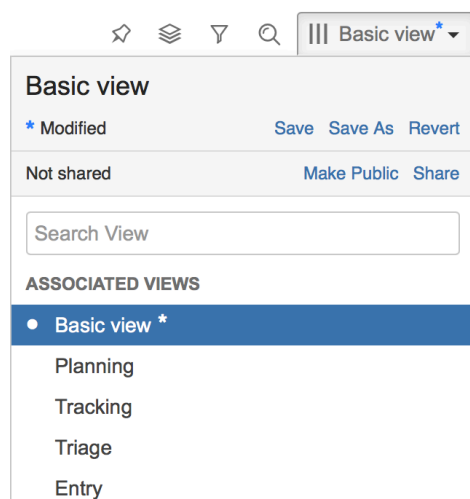 Basic view*
Basic view
* Modified Save Save As Revert
Not shared Make Public Share
Search View
ASSOCIATED VIEWS
Basic view *
Planning
Tracking
Triage
Entry